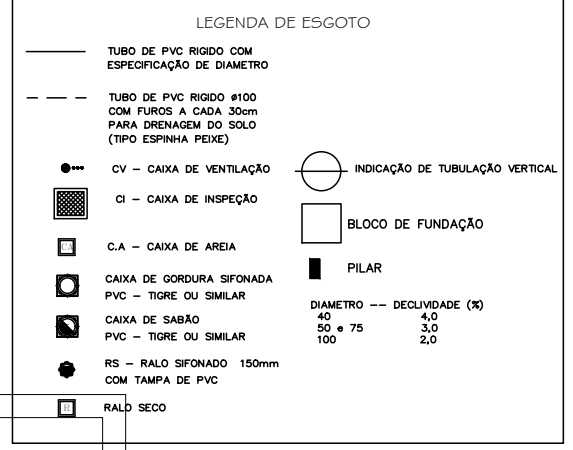 LEGENDA DE ESGOTO
TUBO DE PVC RIGIDO COM
ESPECIFICAÇÃO DE DIAMETRO
TUBO DE PVC RIGIDO ø100
COM FUROS A CADA 30cm
PARA DRENAGEM DO SOLO
(TIPO ESPINHA PEIXE)
CV – CAIXA DE VENTILAÇÃO
CI – CAIXA DE INSPEÇÃO
CA
C.A – CAIXA DE AREIA
CAIXA DE GORDURA SIFONADA
PVC – TIGRE OU SIMILAR
CAIXA DE SABÃO
PVC – TIGRE OU SIMILAR
RS – RALO SIFONADO 150mm
COM TAMPA DE PVC
R
RALO SECO
INDICAÇÃO DE TUBULAÇÃO VERTICAL
BLOCO DE FUNDAÇÃO
PILAR
DIAMETRO –– DECLIVIDADE (%)
40 4,0
50 e 75 3,0
100 2,0